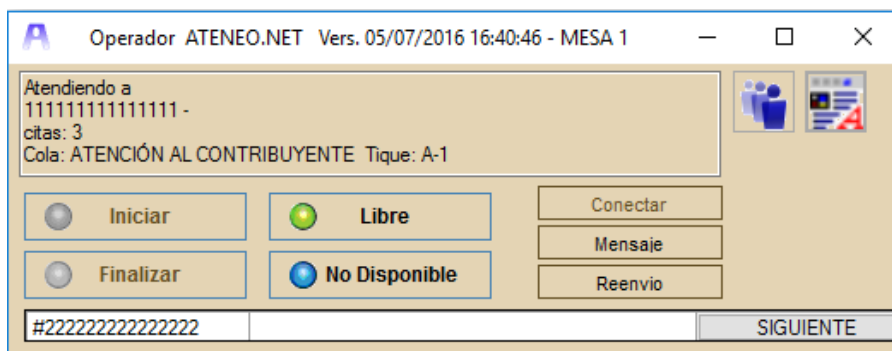 Operador ATENEO.NET Vers. 05/07/2016 16:40:46 - MESA 1
Atendiendo a
111111111111111 -
citas: 3
Cola: ATENCIÓN AL CONTRIBUYENTE Tique: A-1
Iniciar
Libre
Conectar
Mensaje
Finalizar
No Disponible
Reenvio
#222222222222222
SIGUIENTE